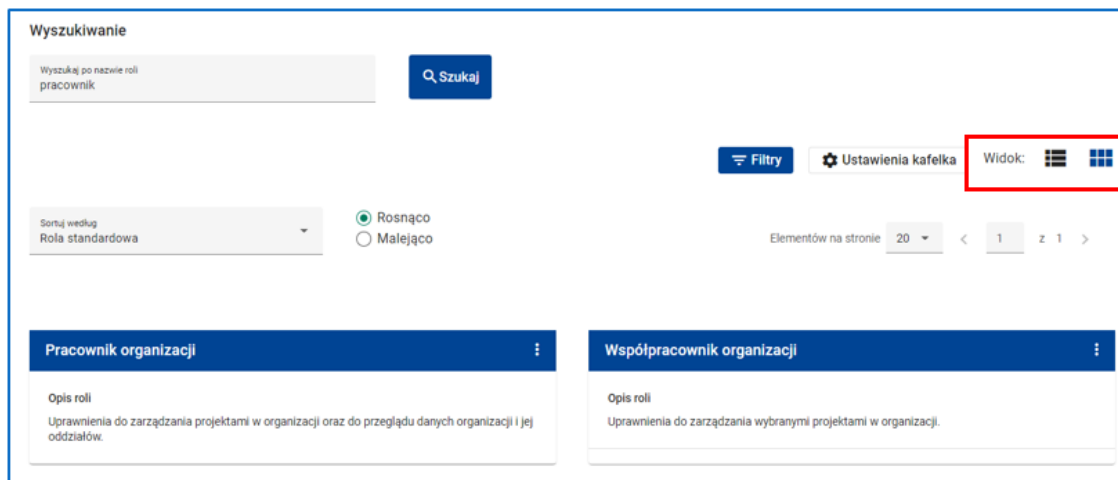 Wyszukiwanie
Wyszukaj po nazwie roli
pracownik
Szukaj
Filtry
Ustawienia kafelka
Widok:
Sortuj według
Rola standardowa
Rosnąco
Malejąco
Elementów na stronie 20
1 z 1
Pracownik organizacji
Opis roli
Uprawnienia do zarządzania projektami w organizacji oraz do przeglądu danych organizacji i jej
oddziałów.
Współpracownik organizacji
Opis roli
Uprawnienia do zarządzania wybranymi projektami w organizacji.